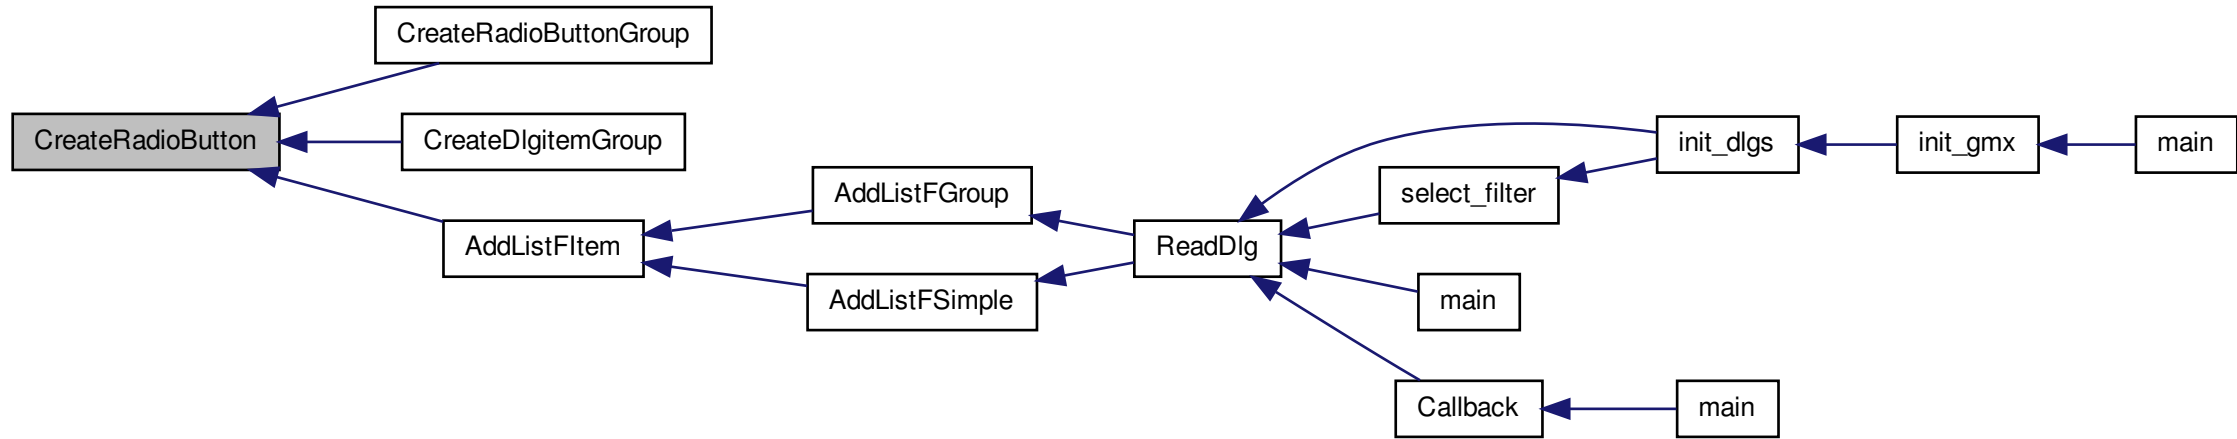 CreateRadioButtonGroup
CreateRadioButton
CreateDlgitemGroup
init_dlgs
init_gmx
main
AddListFGroup
select_filter
AddListFItem
ReadDlg
AddListFSimple
main
Callback
main